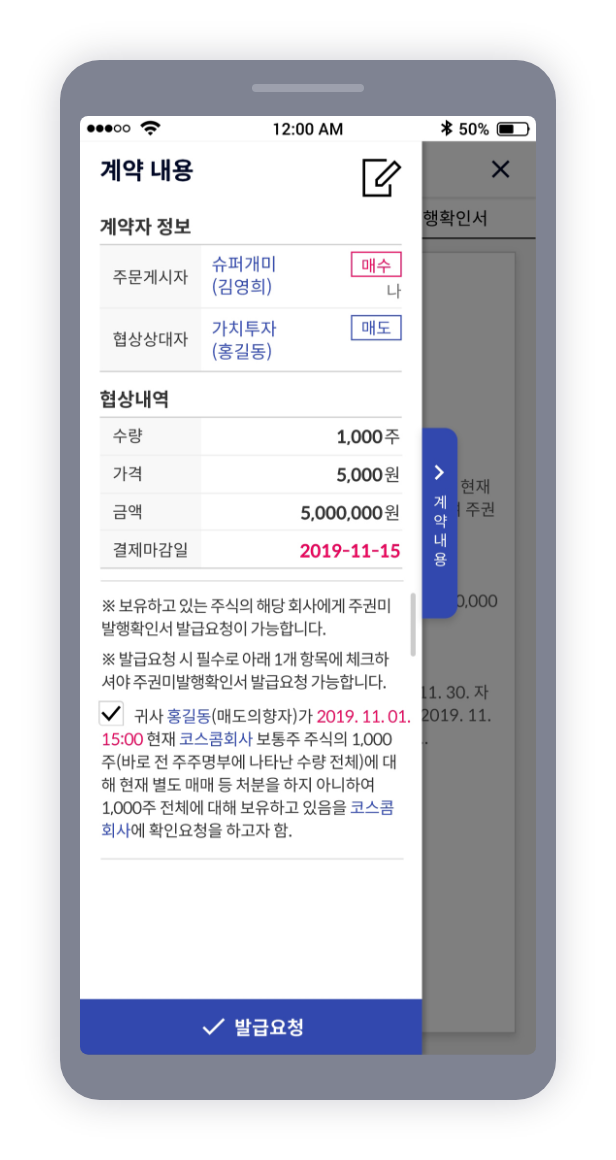 12:00 AM
50%
계약 내용
행확인서
계약자 정보
주문게시자
슈퍼개미
(김영희)
매수
나
협상상대자
가치투자
(홍길동)
매도
협상내역
수량
1,000주
가격
5,000원
금액
5,000,000원
결제마감일
2019-11-15
계약내용
현재
주권
0,000
11. 30. 자
2019. 11.
※ 보유하고 있는 주식의 해당 회사에게 주권미
발행확인서 발급요청이 가능합니다.
※ 발급요청 시 필수로 아래 1개 항목에 체크하
셔야 주권미발행확인서 발급요청 가능합니다.
귀사 홍길동(매도의향자)가 2019. 11. 01.
15:00 현재 코스콤회사 보통주 주식의 1,000
주(바로 전 주주명부에 나타난 수량 전체)에 대
해 현재 별도 매매 등 처분을 하지 아니하여
1,000주 전체에 대해 보유하고 있음을 코스콤
회사에 확인요청을 하고자 함.
발급요청